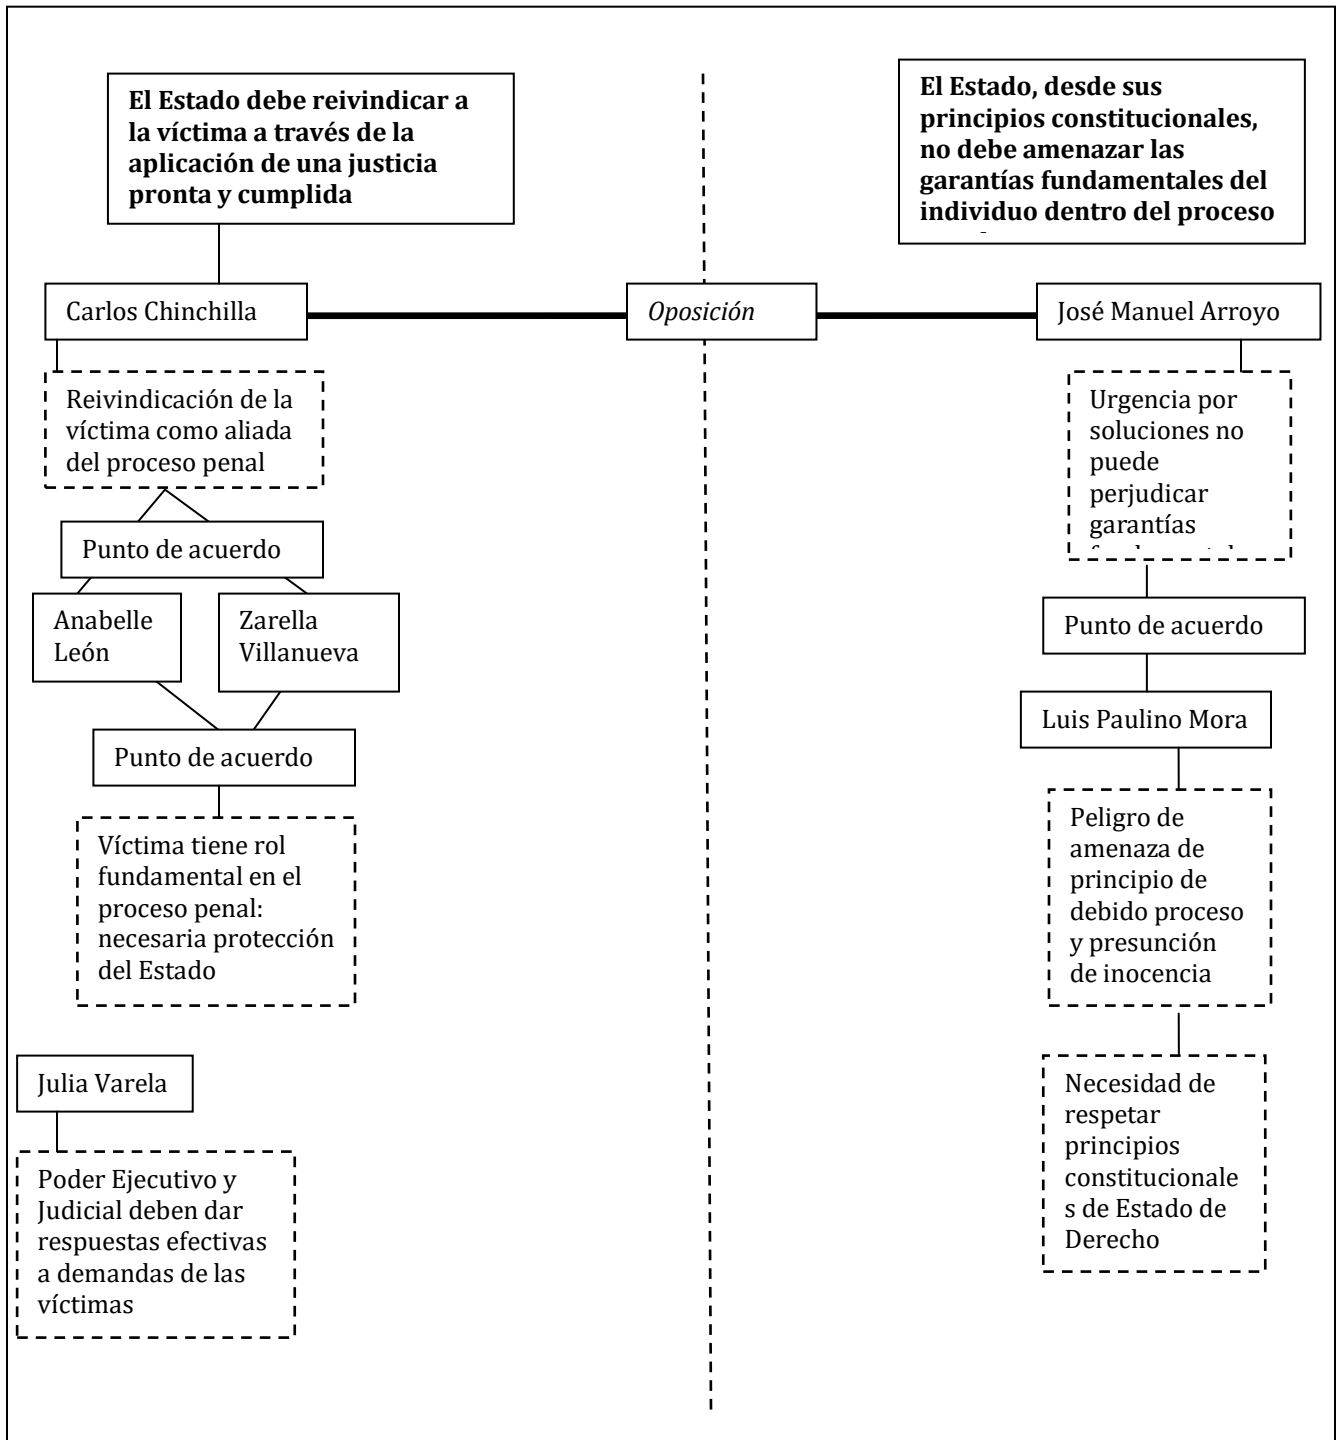 El Estado debe reivindicar a
la víctima a través de la
aplicación de una justicia
pronta y cumplida
El Estado, desde sus
principios constitucionales,
no debe amenazar las
garantías fundamentales del
individuo dentro del proceso
Carlos Chinchilla
Oposición
José Manuel Arroyo
Reivindicación de la
víctima como aliada
del proceso penal
Punto de acuerdo
Anabelle
León
Zarella
Villanueva
Punto de acuerdo
Víctima tiene rol
fundamental en el
proceso penal:
necesaria protección
del Estado
Julia Varela
Poder Ejecutivo y
Judicial deben dar
respuestas efectivas
a demandas de las
víctimas
Urgencia por
soluciones no
puede
perjudicar
garantías
Punto de acuerdo
Luis Paulino Mora
Peligro de
amenaza de
principio de
debido proceso
y presunción
de inocencia
Necesidad de
respetar
principios
constitucionale
s de Estado de
Derecho